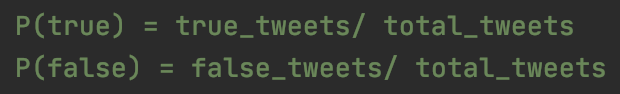 P(true) = true_tweets/ total_tweets
P(false) = false_tweets/ total_tweets